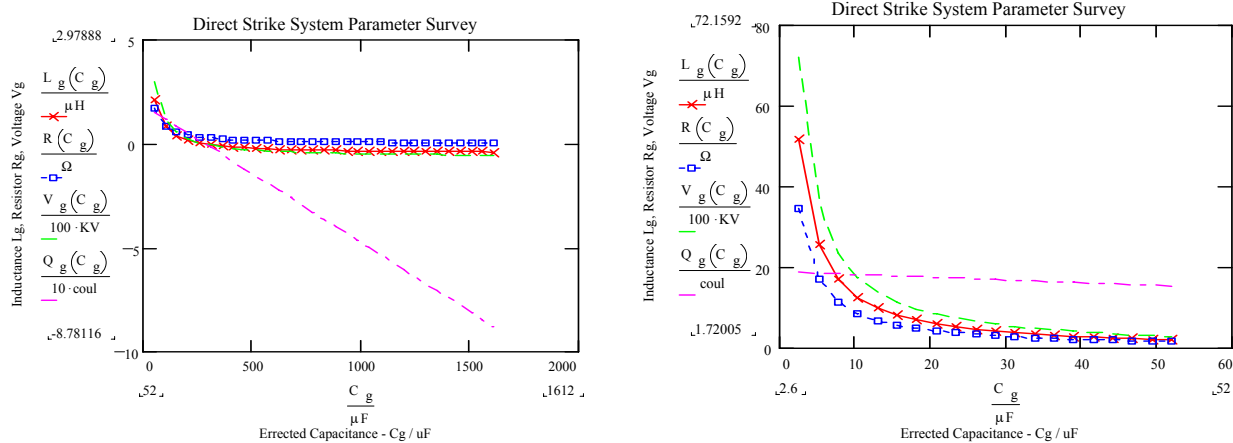 Direct Strike System Parameter Survey
2.97888
5
0
−5
−10
Inductance Lg, Resistor Rg, Voltage Vg
L g (C g)
μH
R (C g)
Ω
V g (C g)
100·KV
Q g (C g)
10·coul
-8.78116
0 500 1000 1500 2000
52 C g 1612
μF
Errected Capacitance - Cg / uF
Direct Strike System Parameter Survey
72.1592
80
60
40
20
0
Inductance Lg, Resistor Rg, Voltage Vg
L g (C g)
μH
R (C g)
Ω
V g (C g)
100·KV
Q g (C g)
coul
1.72005
0 10 20 30 40 50 60
2.6 C g 52
μF
Errected Capacitance - Cg / uF